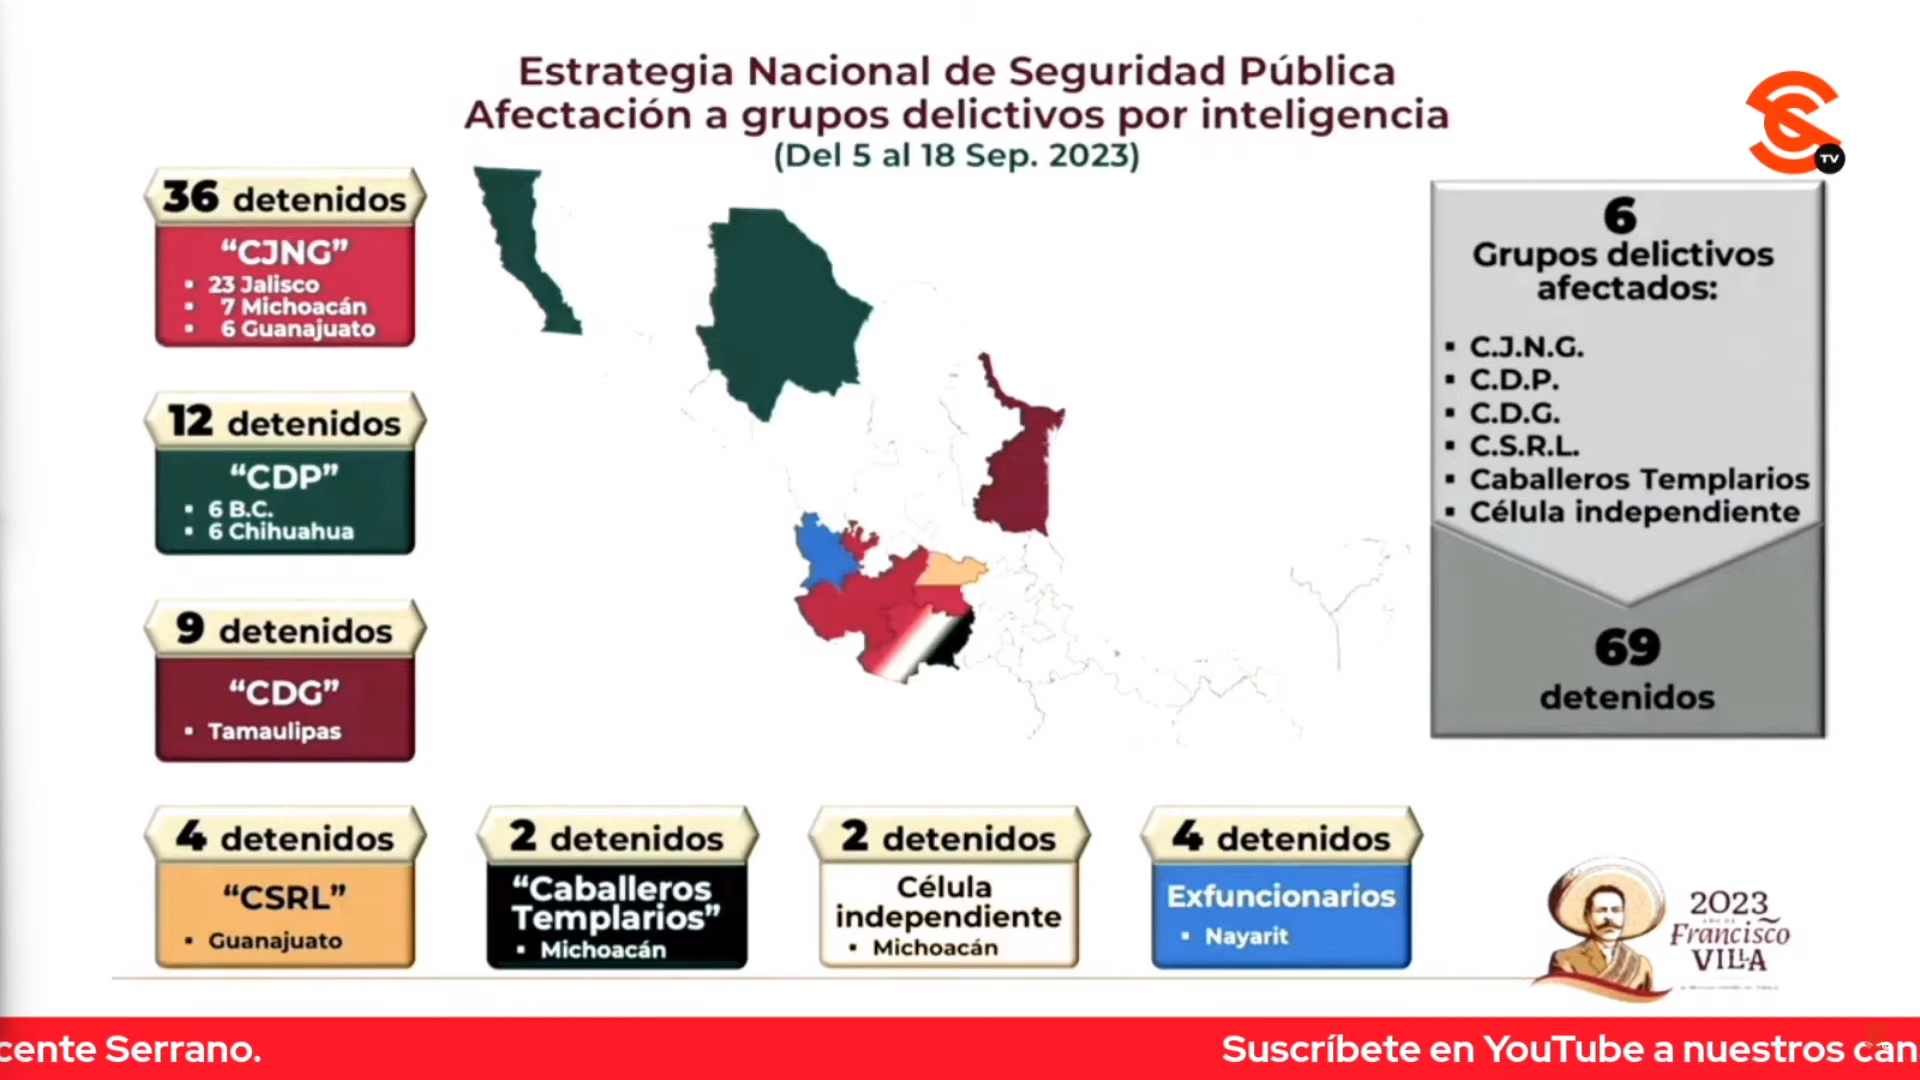 Estrategia Nacional de Seguridad Pública
Afectación a grupos delictivos por inteligencia
(Del 5 al 18 Sep. 2023)
TV
36 detenidos
“CJNG”
▪ 23 Jalisco
▪ 7 Michoacán
▪ 6 Guanajuato
12 detenidos
“CDP”
▪ 6 B.C.
▪ 6 Chihuahua
9 detenidos
“CDG”
▪ Tamaulipas
4 detenidos
“CSRL”
▪ Guanajuato
2 detenidos
“Caballeros
Templarios”
▪ Michoacán
2 detenidos
Célula
independiente
▪ Michoacán
4 detenidos
Exfuncionarios
▪ Nayarit
6
Grupos delictivos
afectados:
▪ C.J.N.G.
▪ C.D.P.
▪ C.D.G.
▪ C.S.R.L.
▪ Caballeros Templarios
▪ Célula independiente
69
detenidos
2023
Francisco
VILLA
cente Serrano.
Suscríbete en YouTube a nuestros can